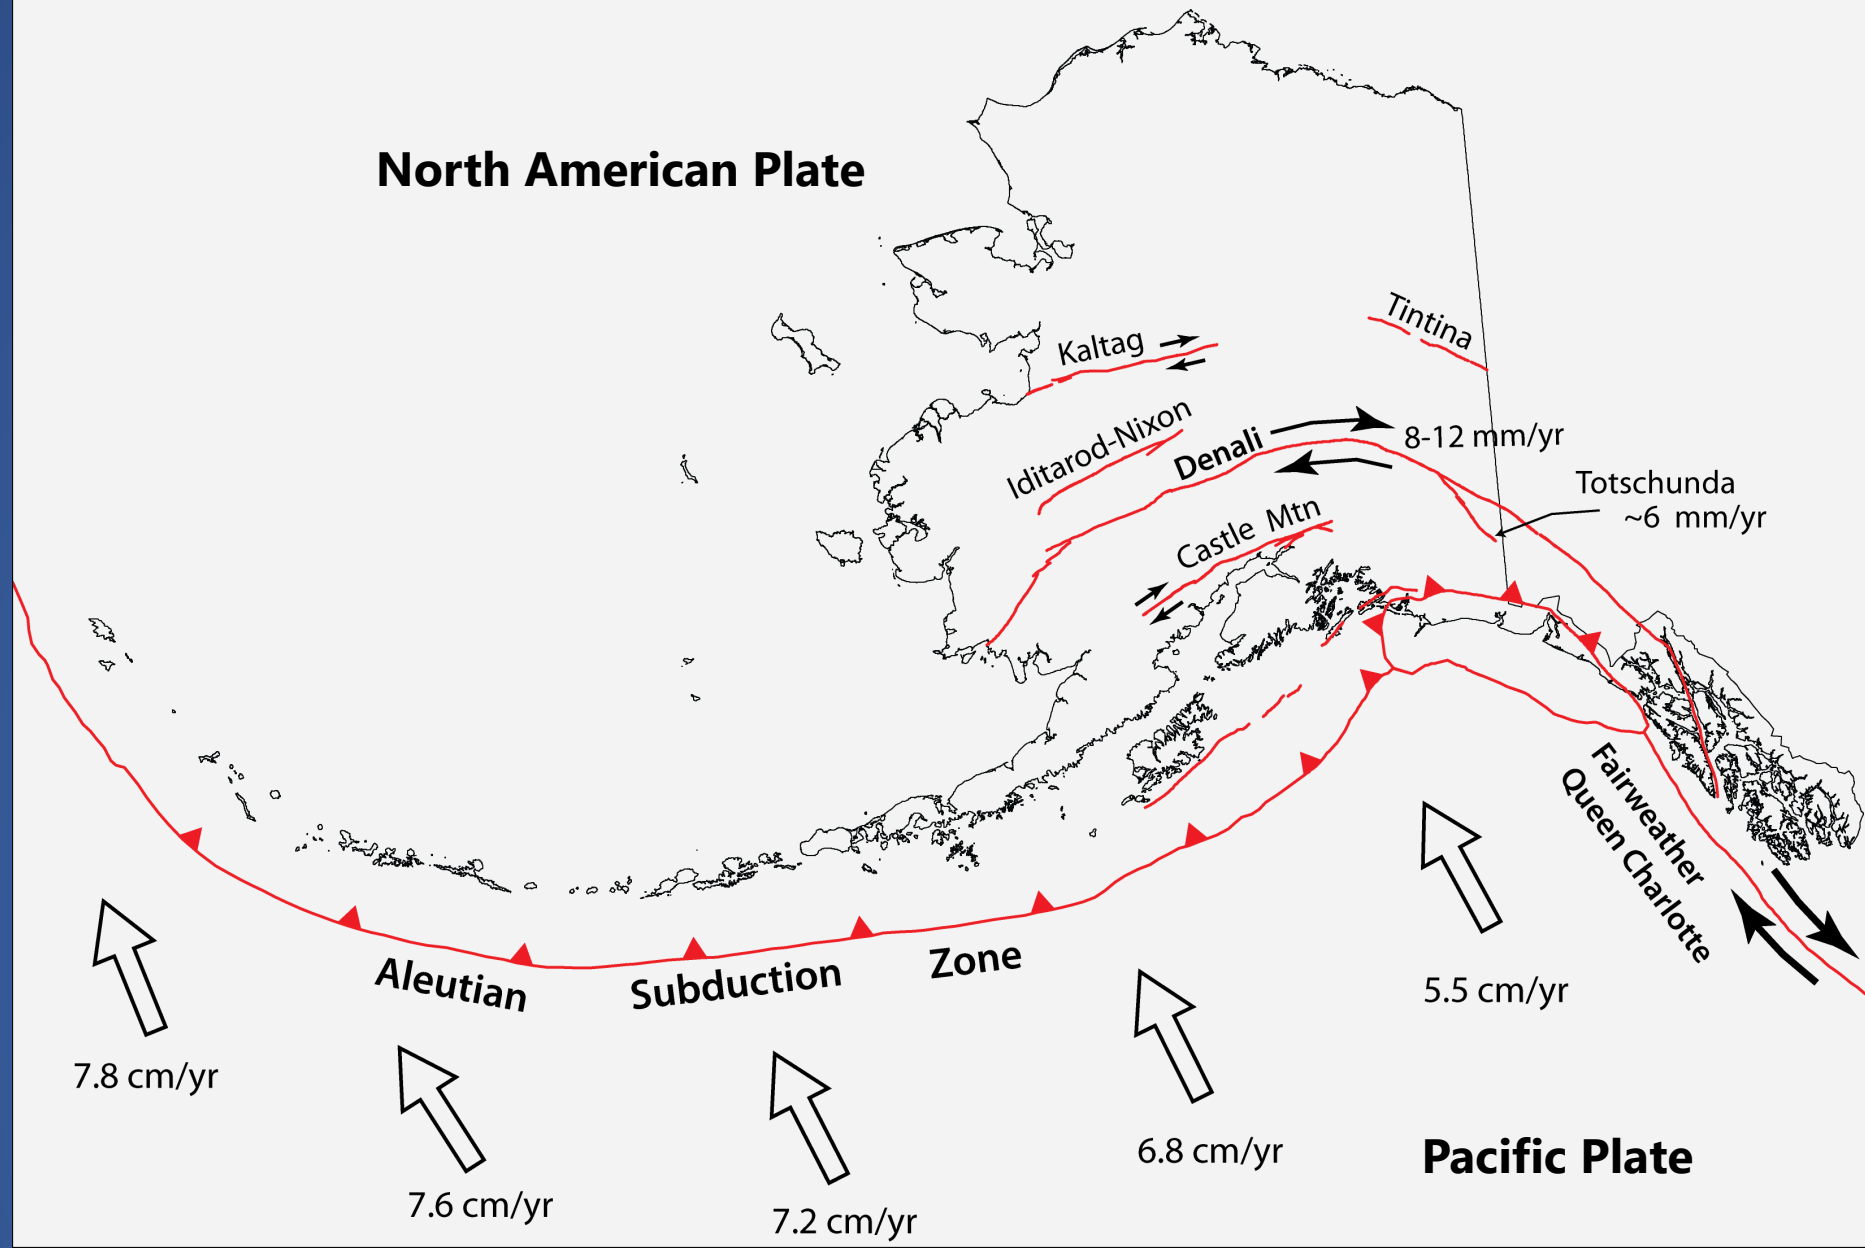 North American Plate
Tintina
Kaltag
Iditarod-Nixon
Denali
8-12 mm/yr
Totschunda
~6 mm/yr
Castle Mtn
Fairweather
Queen Charlotte
Aleutian Subduction Zone
5.5 cm/yr
7.8 cm/yr
6.8 cm/yr
Pacific Plate
7.6 cm/yr
7.2 cm/yr